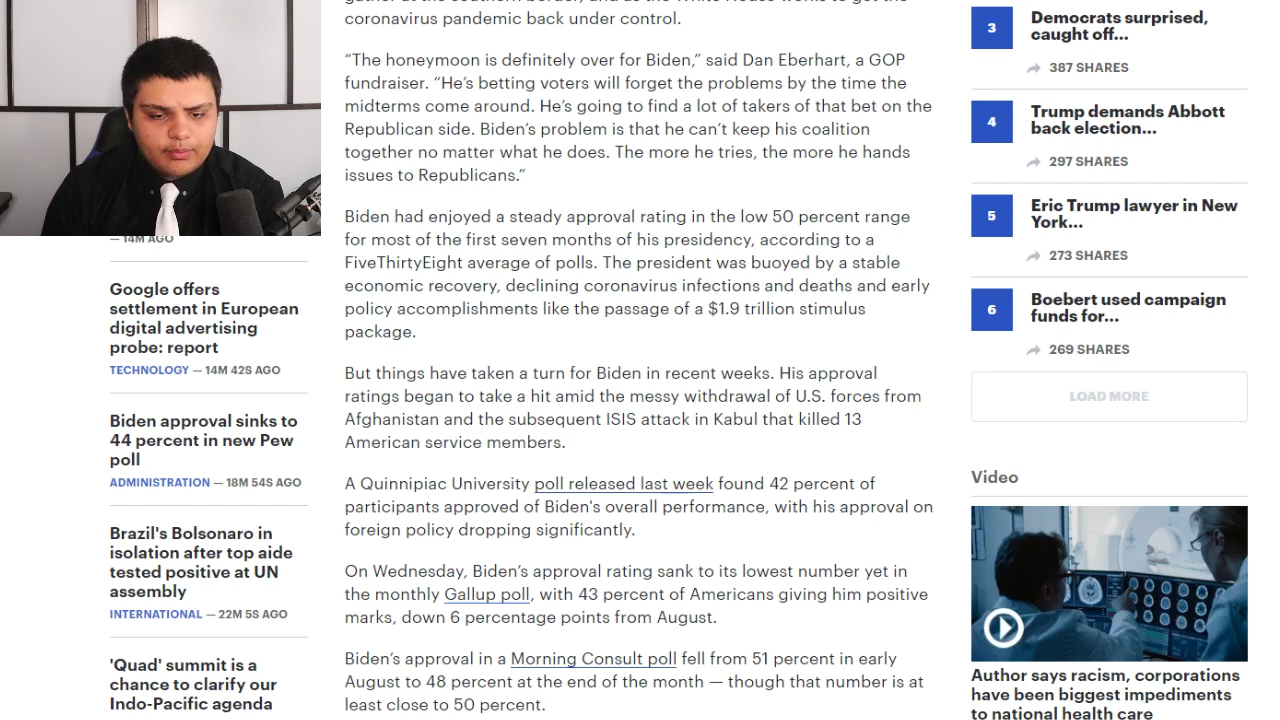 coronavirus pandemic back under control.
“The honeymoon is definitely over for Biden,” said Dan Eberhart, a GOP
fundraiser. “He’s betting voters will forget the problems by the time the
midterms come around. He’s going to find a lot of takers of that bet on the
Republican side. Biden’s problem is that he can’t keep his coalition
together no matter what he does. The more he tries, the more he hands
issues to Republicans.”
Biden had enjoyed a steady approval rating in the low 50 percent range
for most of the first seven months of his presidency, according to a
FiveThirtyEight average of polls. The president was buoyed by a stable
economic recovery, declining coronavirus infections and deaths and early
policy accomplishments like the passage of a $1.9 trillion stimulus
package.
But things have taken a turn for Biden in recent weeks. His approval
ratings began to take a hit amid the messy withdrawal of U.S. forces from
Afghanistan and the subsequent ISIS attack in Kabul that killed 13
American service members.
A Quinnipiac University poll released last week found 42 percent of
participants approved of Biden's overall performance, with his approval on
foreign policy dropping significantly.
On Wednesday, Biden’s approval rating sank to its lowest number yet in
the monthly Gallup poll, with 43 percent of Americans giving him positive
marks, down 6 percentage points from August.
Biden’s approval in a Morning Consult poll fell from 51 percent in early
August to 48 percent at the end of the month — though that number is at
least close to 50 percent.
— 14M AGO
Google offers
settlement in European
digital advertising
probe: report
TECHNOLOGY — 14M 42S AGO
Biden approval sinks to
44 percent in new Pew
poll
ADMINISTRATION — 18M 54S AGO
Brazil's Bolsonaro in
isolation after top aide
tested positive at UN
assembly
INTERNATIONAL — 22M 5S AGO
'Quad' summit is a
chance to clarify our
Indo-Pacific agenda
3
Democrats surprised,
caught off...
387 SHARES
4
Trump demands Abbott
back election...
297 SHARES
5
Eric Trump lawyer in New
York...
273 SHARES
6
Boebert used campaign
funds for...
269 SHARES
LOAD MORE
Video
Author says racism, corporations
have been biggest impediments
to national health care